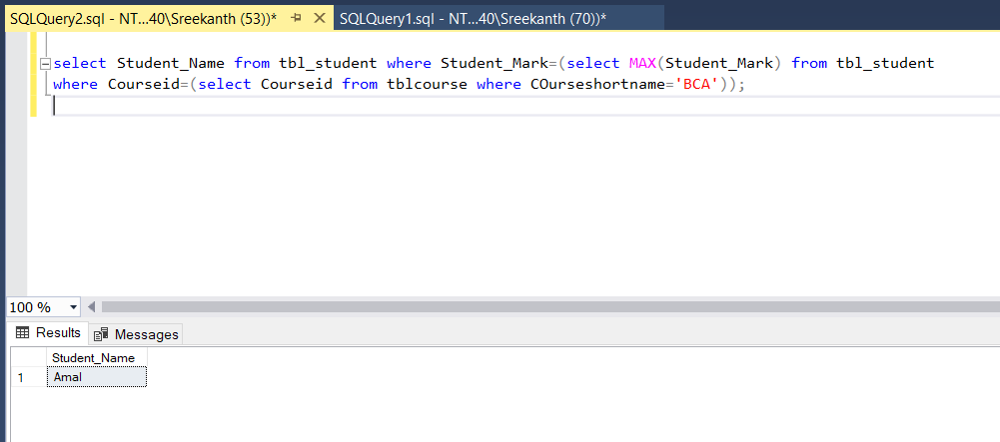 SQLQuery2.sql - NT...40\Sreekanth (53))* SQLQuery1.sql - NT...40\Sreekanth (70))*
select Student_Name from tbl_student where Student_Mark=(select MAX(Student_Mark) from tbl_student
where Courseid=(select Courseid from tblcourse where COurseshortname='BCA'));
100 %
Results Messages
Student_Name
1 Amal